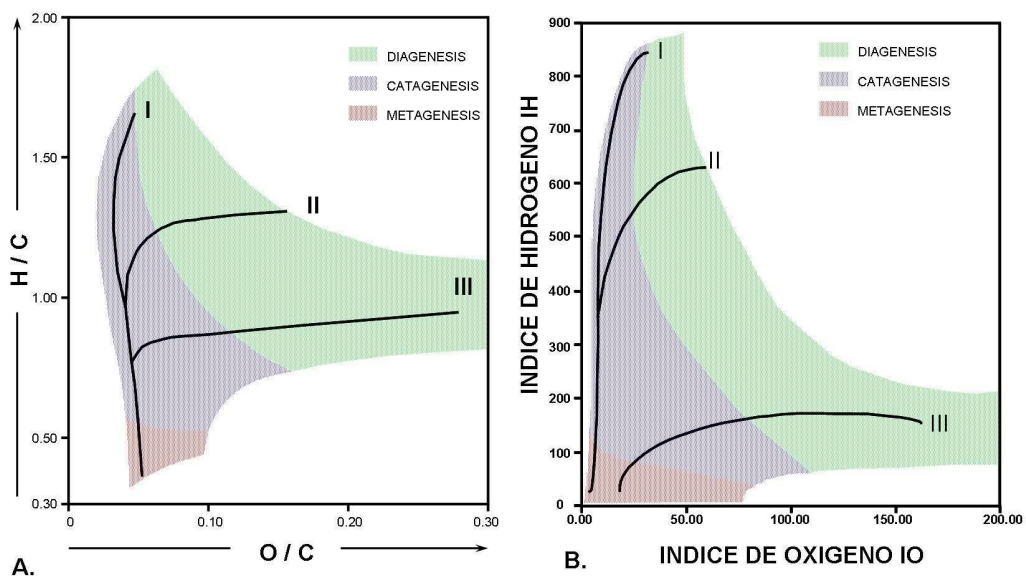 2.00
1.50
1.00
0.50
0.30
H / C
DIAGENESIS
CATAGENESIS
METAGENESIS
I
II
III
0
0.10
0.20
0.30
O / C
A.
900
800
700
600
500
400
300
200
100
0
INDICE DE HIDROGENO IH
DIAGENESIS
CATAGENESIS
METAGENESIS
I
II
III
0.00
50.00
100.00
150.00
200.00
INDICE DE OXIGENO IO
B.